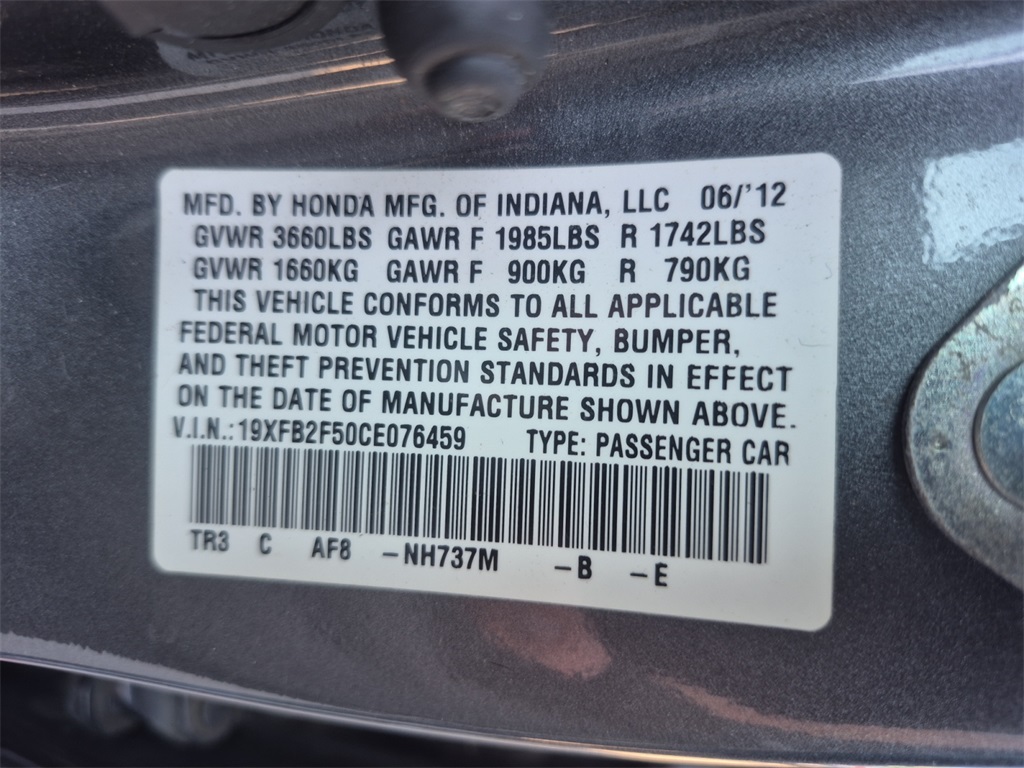 MFD. BY HONDA MFG. OF INDIANA, LLC 06/'12
GVWR 3660LBS GAWR F 1985LBS R 1742LBS
GVWR 1660KG GAWR F 900KG R 790KG
THIS VEHICLE CONFORMS TO ALL APPLICABLE
FEDERAL MOTOR VEHICLE SAFETY, BUMPER,
AND THEFT PREVENTION STANDARDS IN EFFECT
ON THE DATE OF MANUFACTURE SHOWN ABOVE.
V.I.N.: 19XFB2F50CE076459 TYPE: PASSENGER CAR
TR3 C AF8 -NH737M -B -E